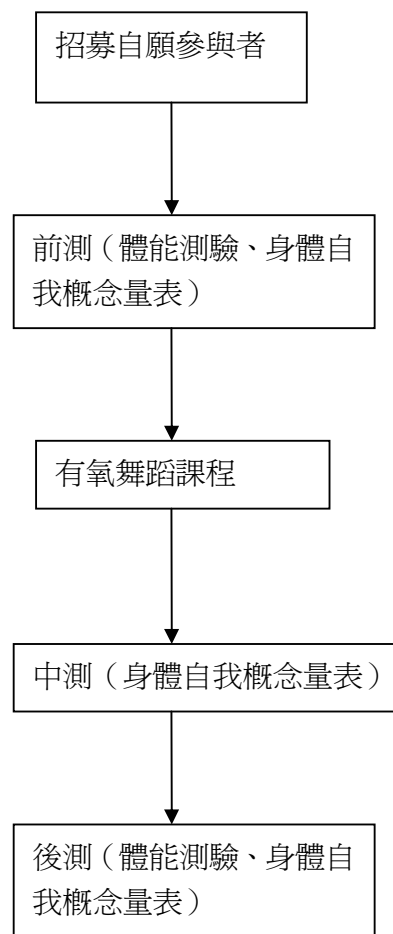 招募自願參與者
前測（體能測驗、身體自
我概念量表）
有氧舞蹈課程
中測（身體自我概念量表）
後測（體能測驗、身體自
我概念量表）